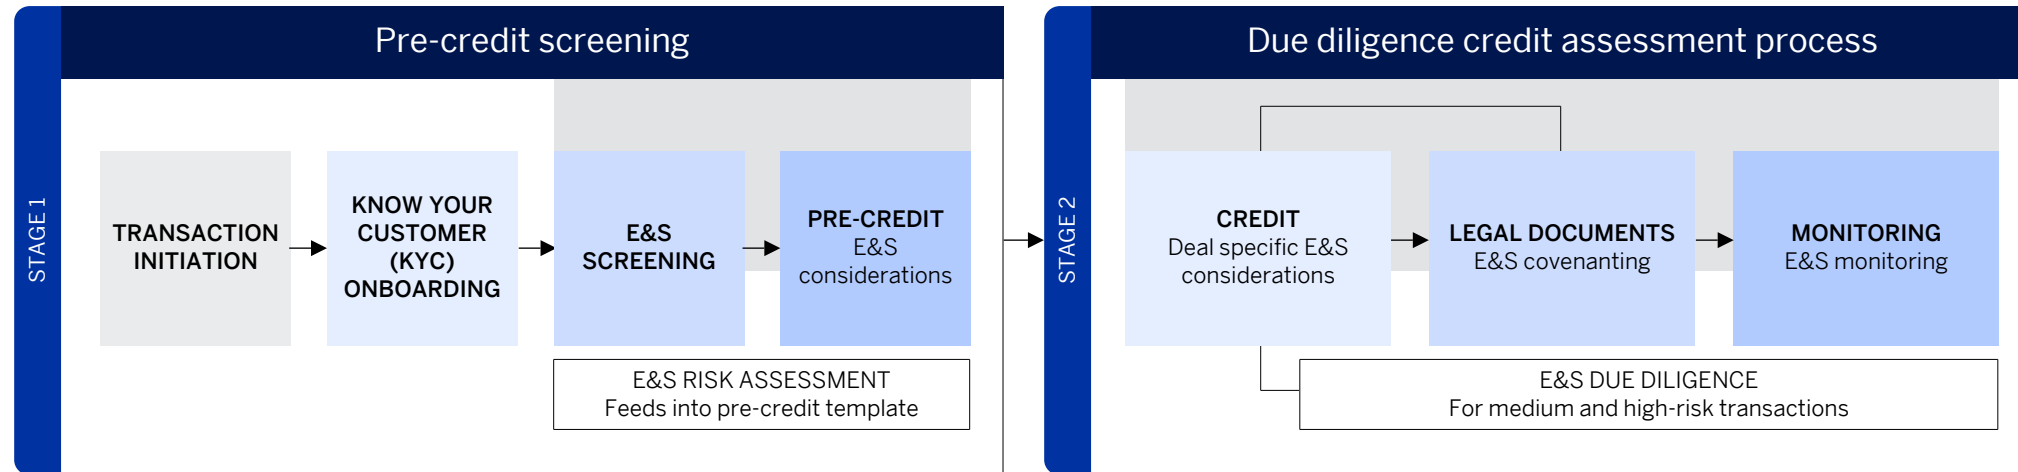 STAGE 1
Pre-credit screening
TRANSACTION
INITIATION
KNOW YOUR
CUSTOMER
(KYC)
ONBOARDING
E&S
SCREENING
PRE-CREDIT
E&S
considerations
E&S RISK ASSESSMENT
Feeds into pre-credit template
STAGE 2
Due diligence credit assessment process
CREDIT
Deal specific E&S
considerations
LEGAL DOCUMENTS
E&S covenanting
MONITORING
E&S monitoring
E&S DUE DILIGENCE
For medium and high-risk transactions